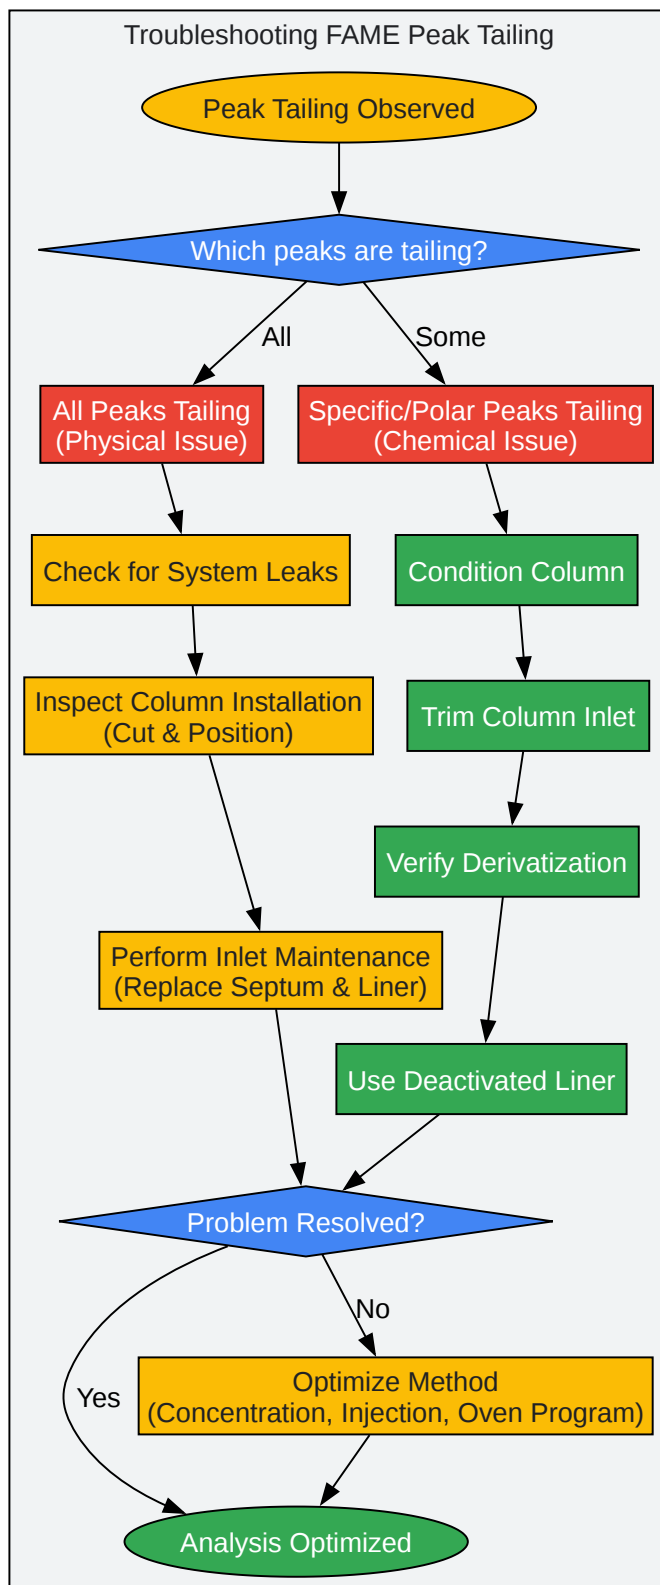 Troubleshooting FAME Peak Tailing
Peak Tailing Observed
Which peaks are tailing?
All
Some
All Peaks Tailing
(Physical Issue)
Specific/Polar Peaks Tailing
(Chemical Issue)
Check for System Leaks
Condition Column
Inspect Column Installation
(Cut & Position)
Trim Column Inlet
Verify Derivatization
Perform Inlet Maintenance
(Replace Septum & Liner)
Use Deactivated Liner
Problem Resolved?
No
Yes
Optimize Method
(Concentration, Injection, Oven Program)
Analysis Optimized